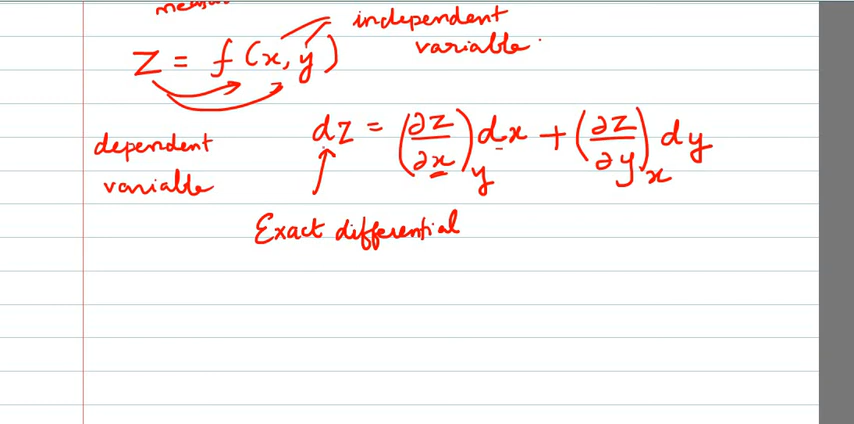 independent
variable.
Z = f(x, y)
dependent
variable
dz = (∂z/∂x)_y dx + (∂z/∂y)_x dy
Exact differential